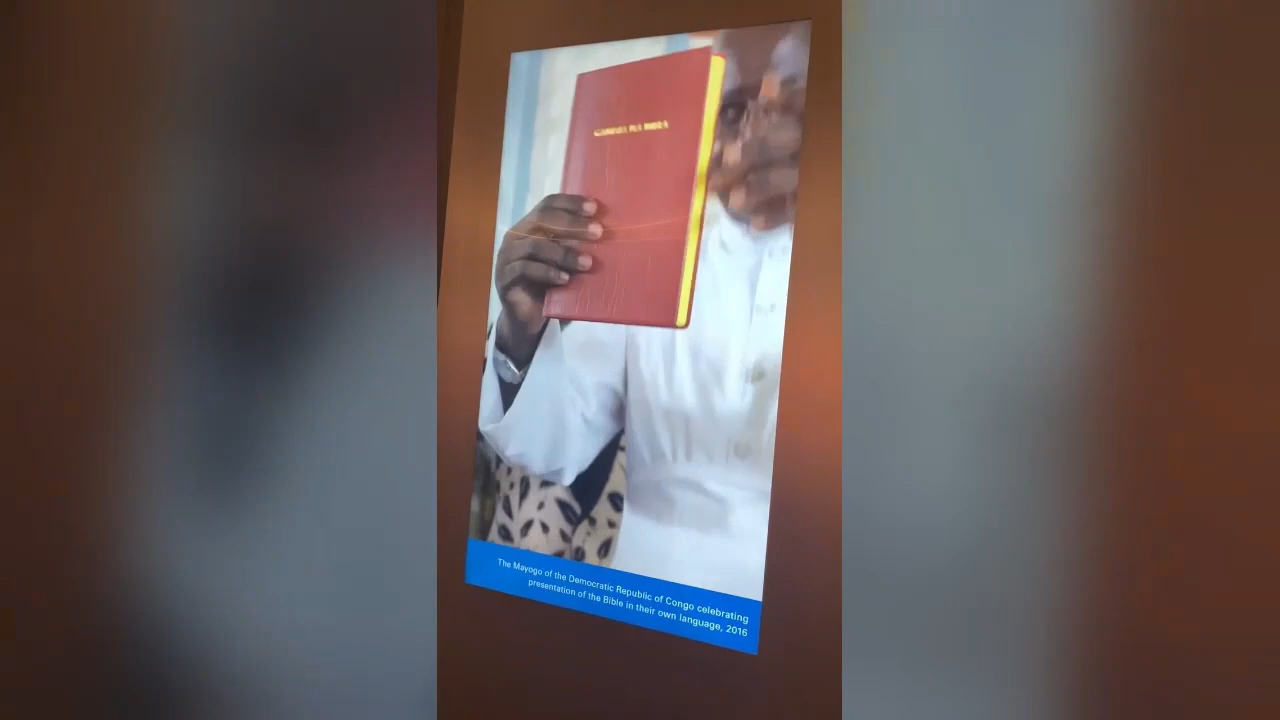 The Mayogo of the Democratic Republic of Congo celebrating
presentation of the Bible in their own language, 2016